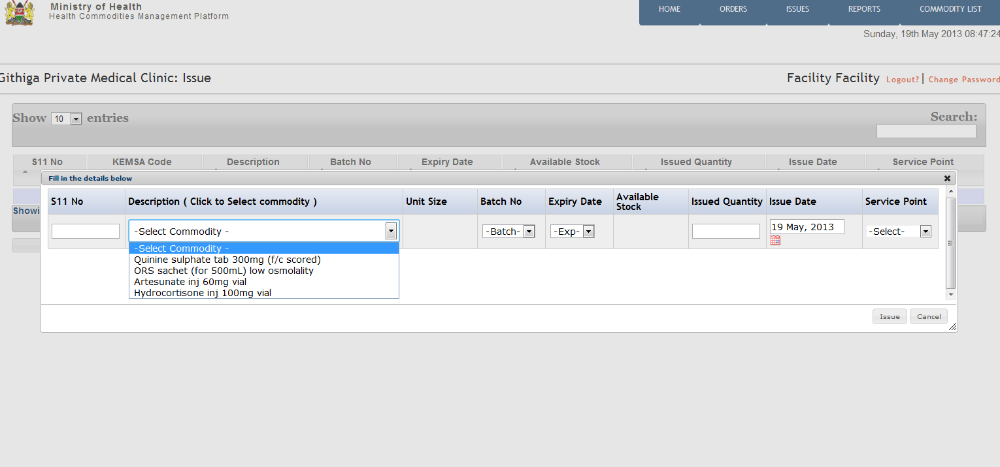 Ministry of Health
Health Commodities Management Platform
HOME ORDERS ISSUES REPORTS COMMODITY LIST
Sunday, 19th May 2013 08:47:24
Githiga Private Medical Clinic: Issue
Facility Facility Logout? | Change Password
Show 10 entries
Search:
S11 No KEMSA Code Description Batch No Expiry Date Available Stock Issued Quantity Issue Date Service Point
Fill in the details below
Showi
S11 No Description ( Click to Select commodity ) Unit Size Batch No Expiry Date Available Stock Issued Quantity Issue Date Service Point
-Select Commodity - -Batch- -Exp- 19 May, 2013 -Select-
-Select Commodity -
Quinine sulphate tab 300mg (f/c scored)
ORS sachet (for 500mL) low osmolality
Artesunate inj 60mg vial
Hydrocortisone inj 100mg vial
Issue Cancel